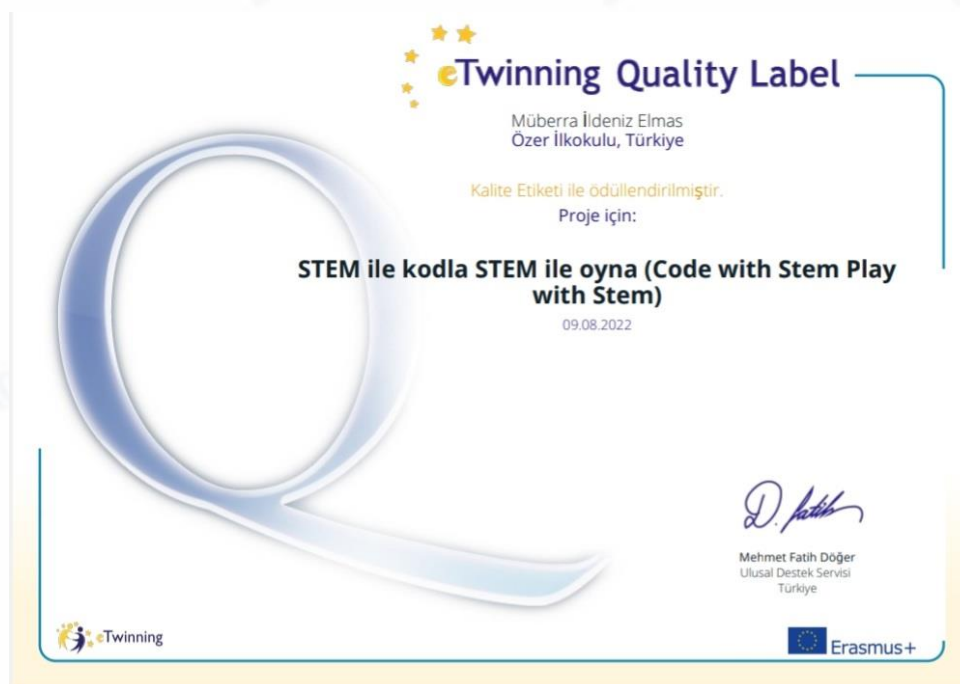 eTwinning Quality Label
Müberra İldeniz Elmas
Özer İlkokulu, Türkiye
Kalite Etiketi ile ödüllendirilmiştir.
Proje için:
STEM ile kodla STEM ile oyna (Code with Stem Play
with Stem)
09.08.2022
D. fatih
Mehmet Fatih Döğer
Ulusal Destek Servisi
Türkiye
eTwinning
Erasmus+